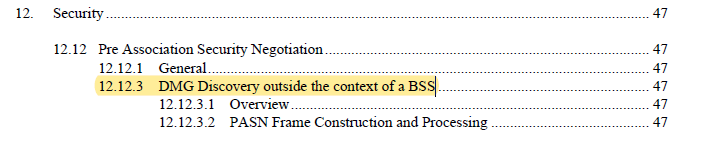 12. Security ........................................................ 47
12.12 Pre Association Security Negotiation ........................................................ 47
12.12.1 General ........................................................ 47
12.12.3 DMG Discovery outside the context of a BSS ........................................................ 47
12.12.3.1 Overview ........................................................ 47
12.12.3.2 PASN Frame Construction and Processing ........................................................ 47